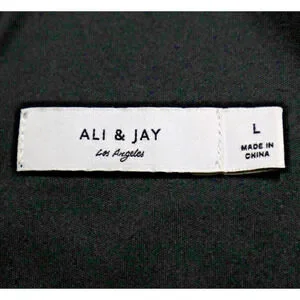 ALI & JAY
Los Angeles
L
MADE IN
CHINA